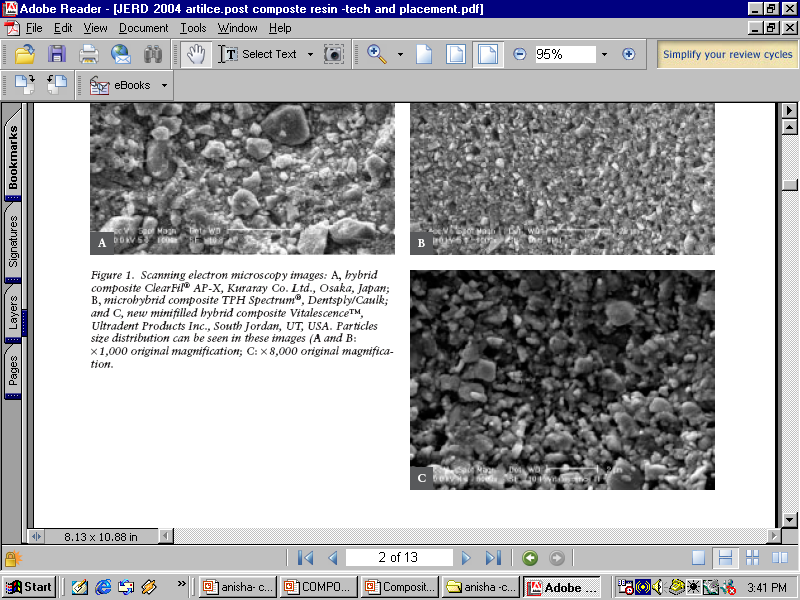 Adobe Reader - [JERD 2004 artilce.post composte resin -tech and placement.pdf]
File Edit View Document Tools Window Help
Select Text 95% Simplify your review cycles
eBooks
Bookmarks
Signatures
Layers
Pages
A
B
Figure 1. Scanning electron microscopy images: A, hybrid
composite ClearFil® AP-X, Kuraray Co. Ltd., Osaka, Japan;
B, microhybrid composite TPH Spectrum®, Dentsply/Caulk;
and C, new minifilled hybrid composite Vitalescence™,
Ultradent Products Inc., South Jordan, UT, USA. Particles
size distribution can be seen in these images (A and B:
×1,000 original magnification; C: ×8,000 original magnifica-
tion.
C
8.13 x 10.88 in
2 of 13
Start » anisha- c... COMPO... Composit... anisha -c... Adobe ... 3:41 PM